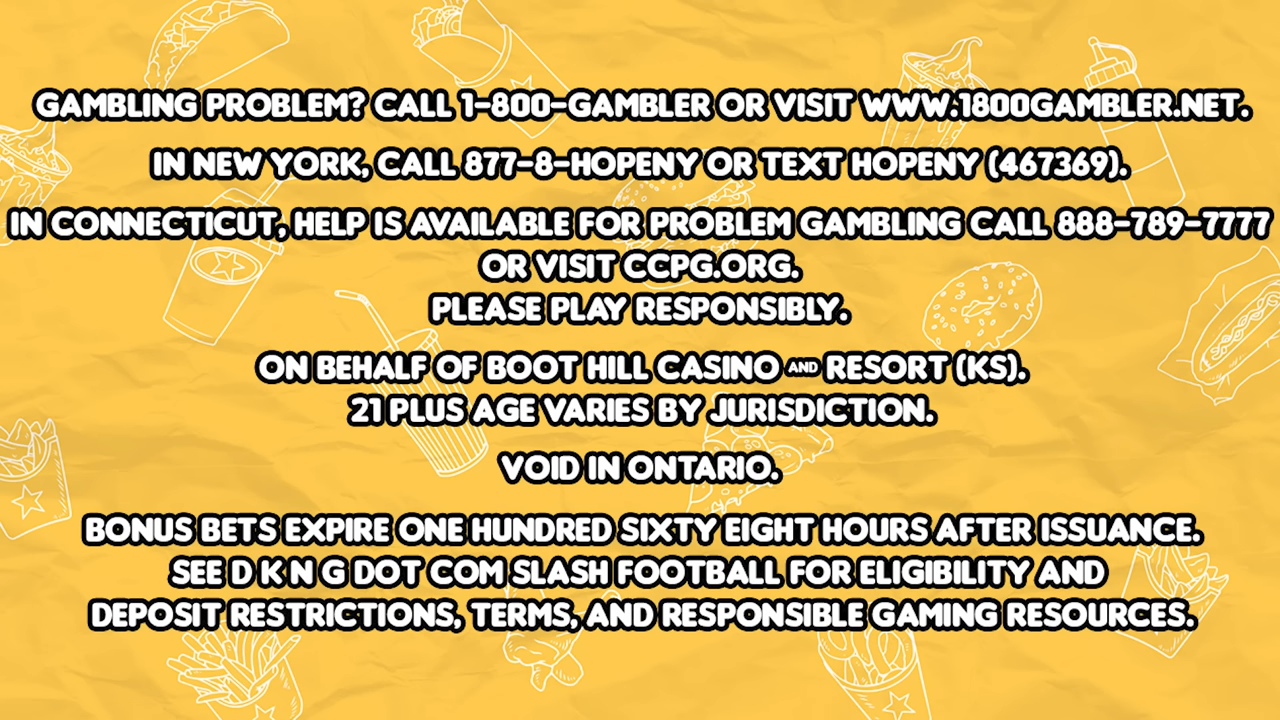 GAMBLING PROBLEM? CALL 1-800-GAMBLER OR VISIT WWW.1800GAMBLER.NET.
IN NEW YORK, CALL 877-8-HOPENY OR TEXT HOPENY (467369).
IN CONNECTICUT, HELP IS AVAILABLE FOR PROBLEM GAMBLING CALL 888-789-7777
OR VISIT CCPG.ORG.
PLEASE PLAY RESPONSIBLY.
ON BEHALF OF BOOT HILL CASINO AND RESORT (KS).
21 PLUS AGE VARIES BY JURISDICTION.
VOID IN ONTARIO.
BONUS BETS EXPIRE ONE HUNDRED SIXTY EIGHT HOURS AFTER ISSUANCE.
SEE D K N G DOT COM SLASH FOOTBALL FOR ELIGIBILITY AND
DEPOSIT RESTRICTIONS, TERMS, AND RESPONSIBLE GAMING RESOURCES.